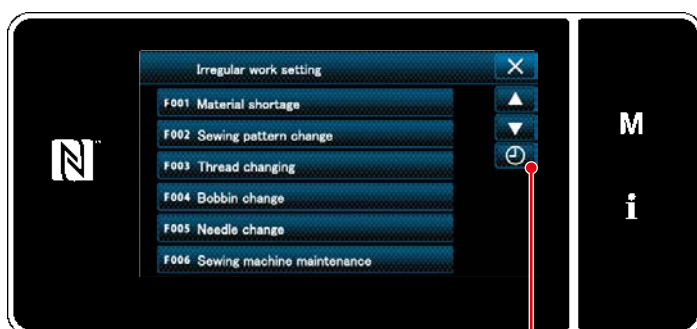 Irregular work setting
F001 Material shortage
F002 Sewing pattern change
F003 Thread changing
F004 Bobbin change
F005 Needle change
F006 Sewing machine maintenance
M
i